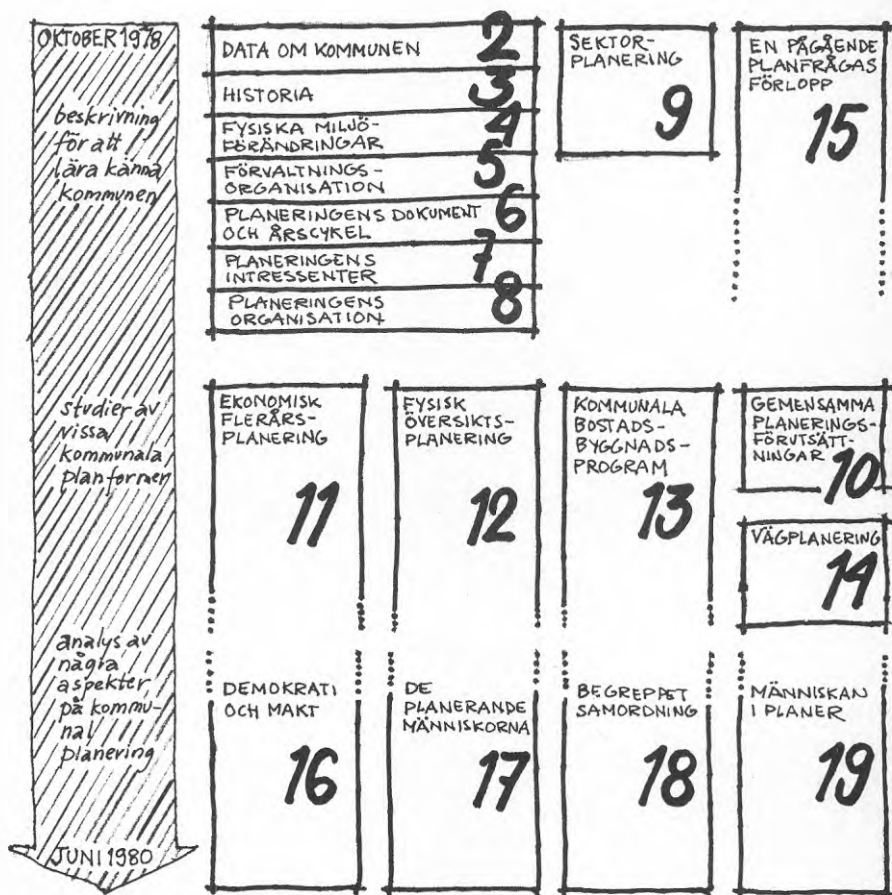 OKTOBER 1978
beskrivning
för att
lära känna
kommunen
studier av
vissa
kommunala
planformer
analys av
några
aspekter
på kommu-
nal
planering
JUNI 1980
DATA OM KOMMUNEN 2
HISTORIA 3
FYSISKA MILJÖ-
FÖRÄNDRINGAR 4
FÖRVALTNINGS-
ORGANISATION 5
PLANERINGENS DOKUMENT
OCH ÅRSCYKEL 6
PLANERINGENS
INTRESSENTER 7
PLANERINGENS
ORGANISATION 8
SEKTOR-
PLANERING
9
EN PÅGÅENDE
PLANFRÅGAS
FÖRLOPP
15
EKONOMISK
FLERÅRS-
PLANERING
11
FYSISK
ÖVERSIKTS-
PLANERING
12
KOMMUNALA
BOSTADS-
BYGGNADS-
PROGRAM
13
GEMENSAMMA
PLANERINGS-
FÖRUTSÄTT-
NINGAR
10
VÄGPLANERING
14
DEMOKRATI
OCH MAKT
16
DE
PLANERANDE
MÄNNISKORNA
17
BEGREPPET
SAMORDNING
18
MÄNNISKAN
I PLANER
19